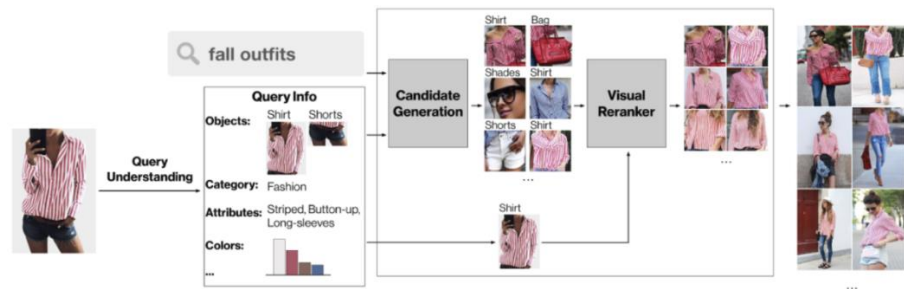 fall outfits
Query
Understanding
Query Info
Objects:
Shirt Shorts
Category: Fashion
Attributes: Striped, Button-up,
Long-sleeves
Colors:
...
Candidate
Generation
Shirt Bag
Shades Shirt
Shorts Shirt
...
Shirt
Visual
Reranker
...
...